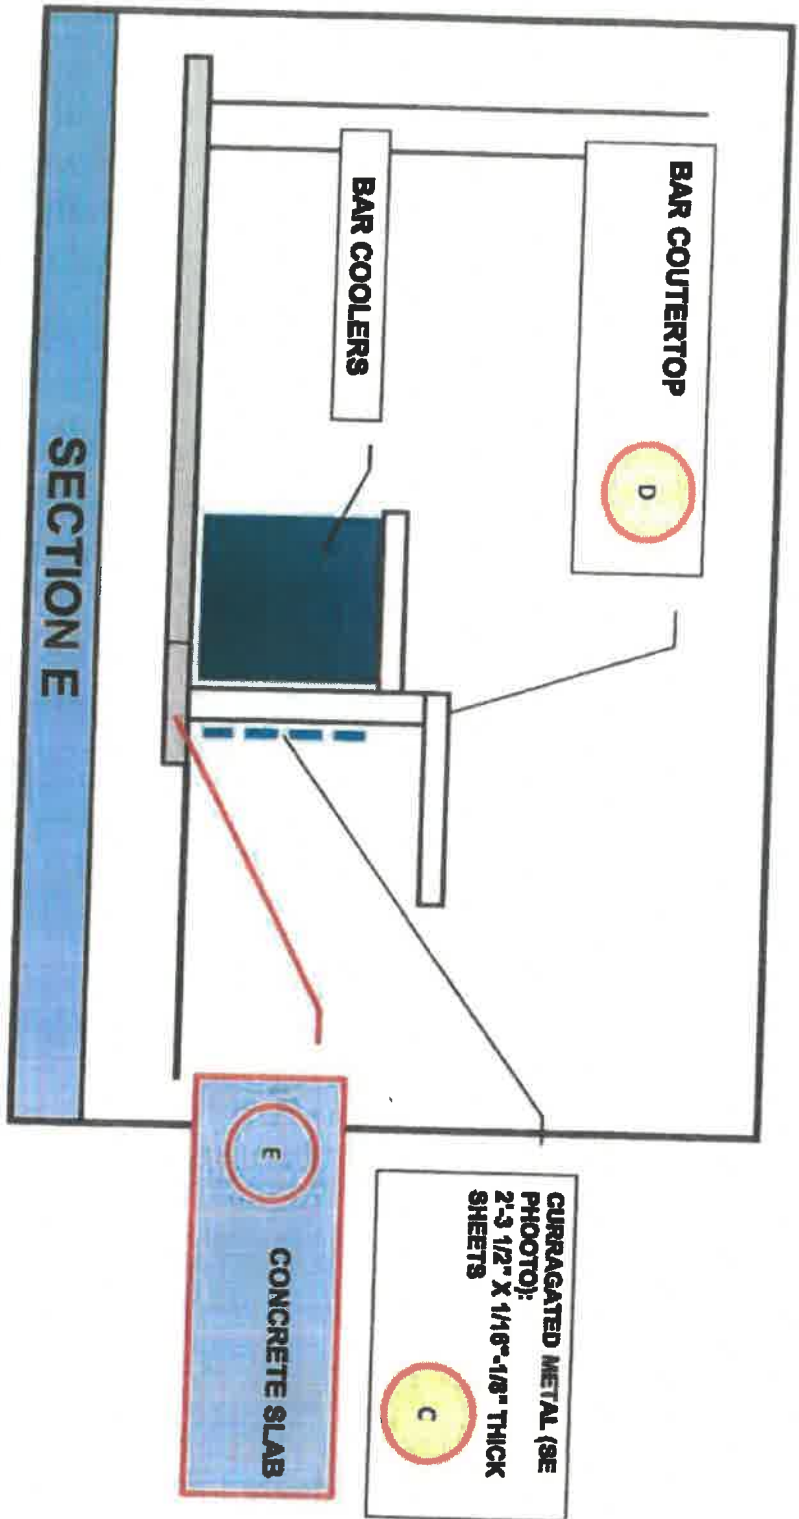 BAR COUTERTOP
D
BAR COOLERS
CURRAGATED METAL (SE
PHOOTO):
2'-3 1/2" X 1/16"-1/8" THICK
SHEETS
C
E
CONCRETE SLAB
SECTION E